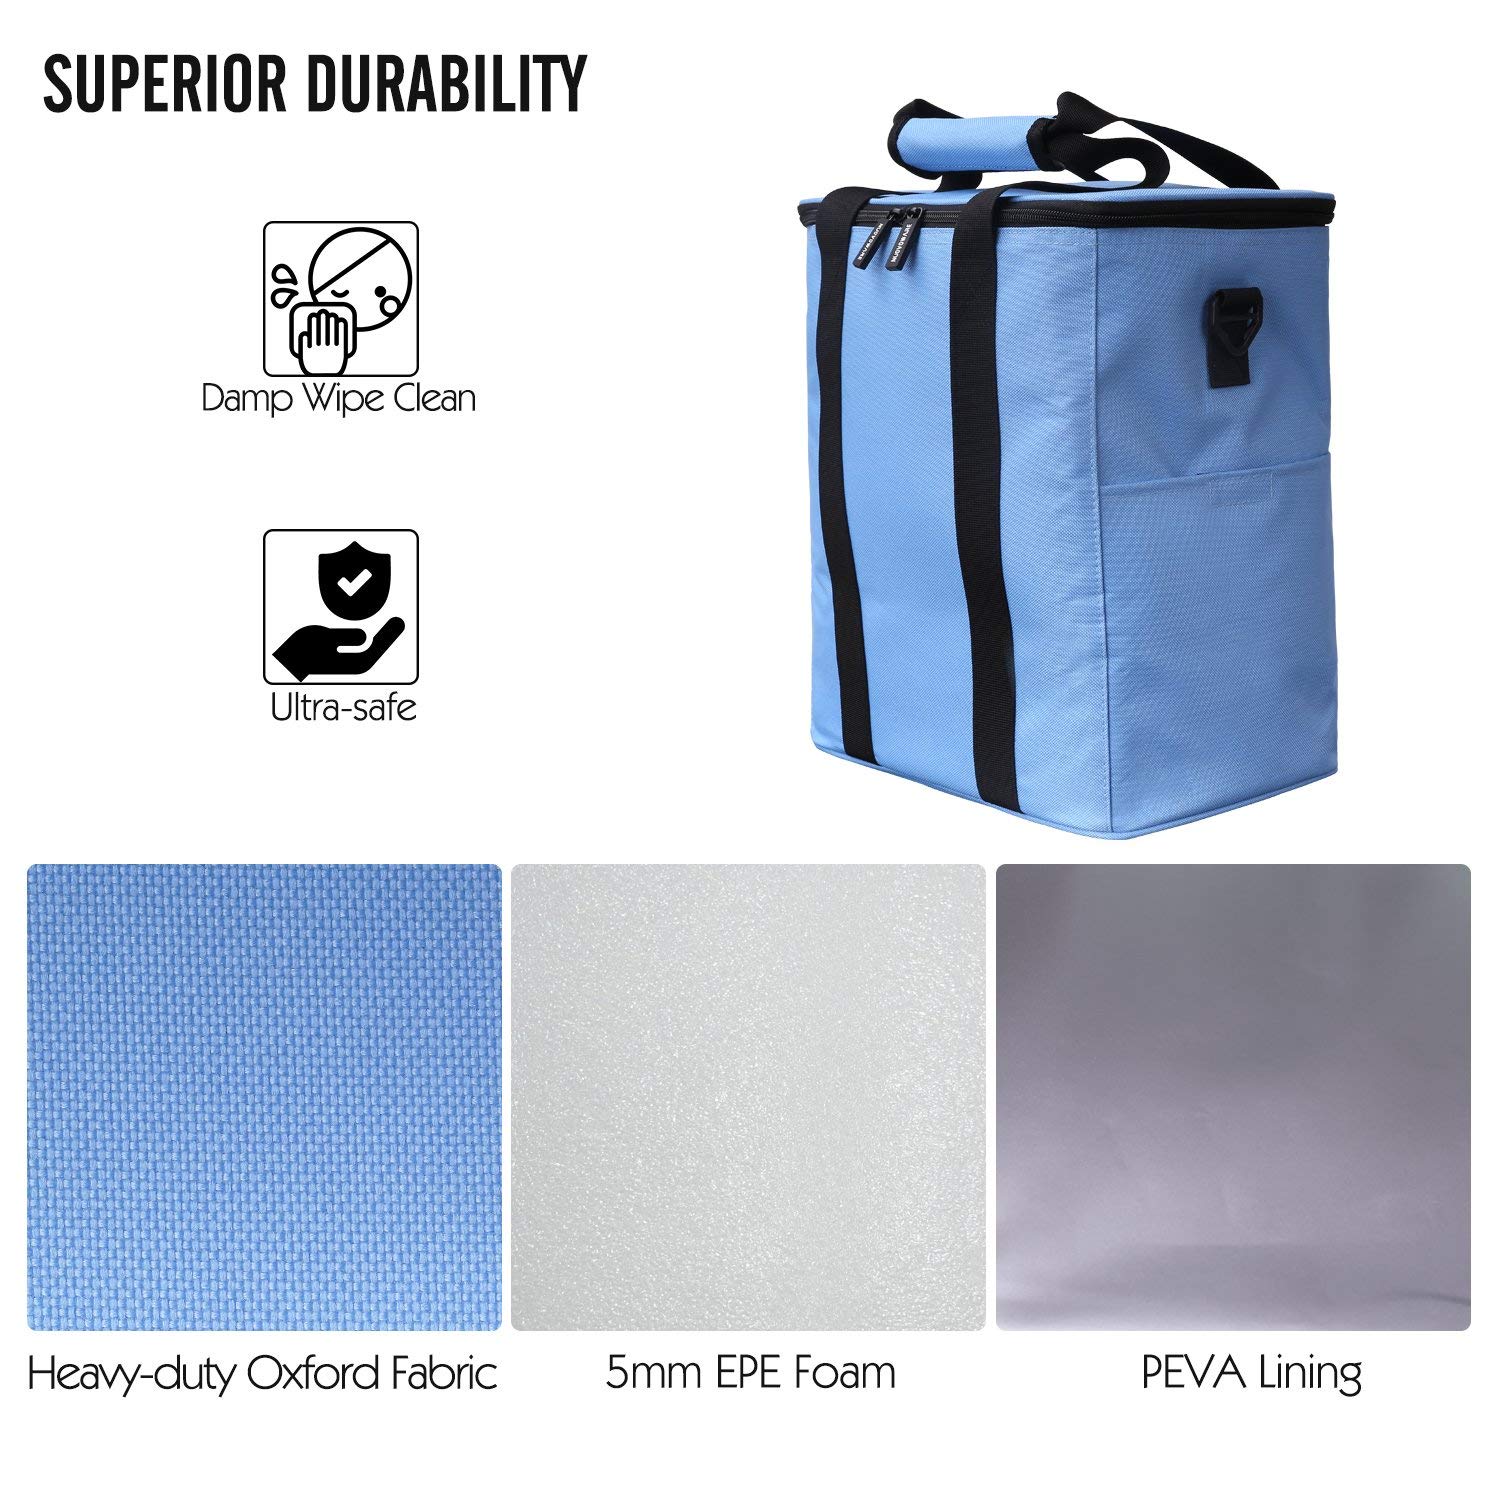 SUPERIOR DURABILITY
Damp Wipe Clean
Ultra-safe
Heavy-duty Oxford Fabric
5mm EPE Foam
PEVA Lining